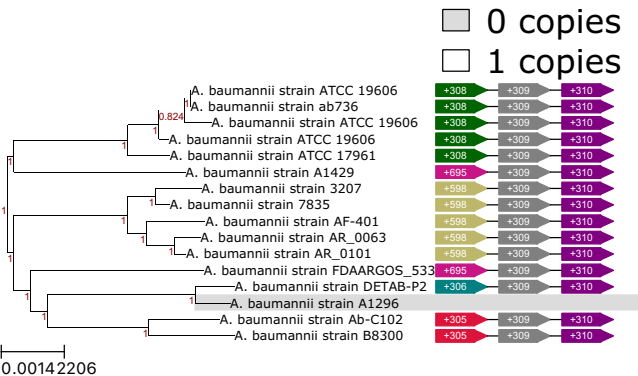 0 copies
1 copies
A. baumannii strain ATCC 19606 +308 +309 +310
1 A. baumannii strain ab736 +308 +309 +310
0.824 A. baumannii strain ATCC 19606 +308 +309 +310
1 A. baumannii strain ATCC 19606 +308 +309 +310
1 A. baumannii strain ATCC 17961 +308 +309 +310
1 A. baumannii strain A1429 +695 +309 +310
1 A. baumannii strain 3207 +598 +309 +310
1 A. baumannii strain 7835 +598 +309 +310
1 A. baumannii strain AF-401 +598 +309 +310
1 A. baumannii strain AR_0063 +598 +309 +310
1 A. baumannii strain AR_0101 +598 +309 +310
1 A. baumannii strain FDAARGOS_533 +695 +309 +310
1 A. baumannii strain DETAB-P2 +306 +309 +310
1 A. baumannii strain A1296
1 A. baumannii strain Ab-C102 +305 +309 +310
1 A. baumannii strain B8300 +305 +309 +310
0.00142206